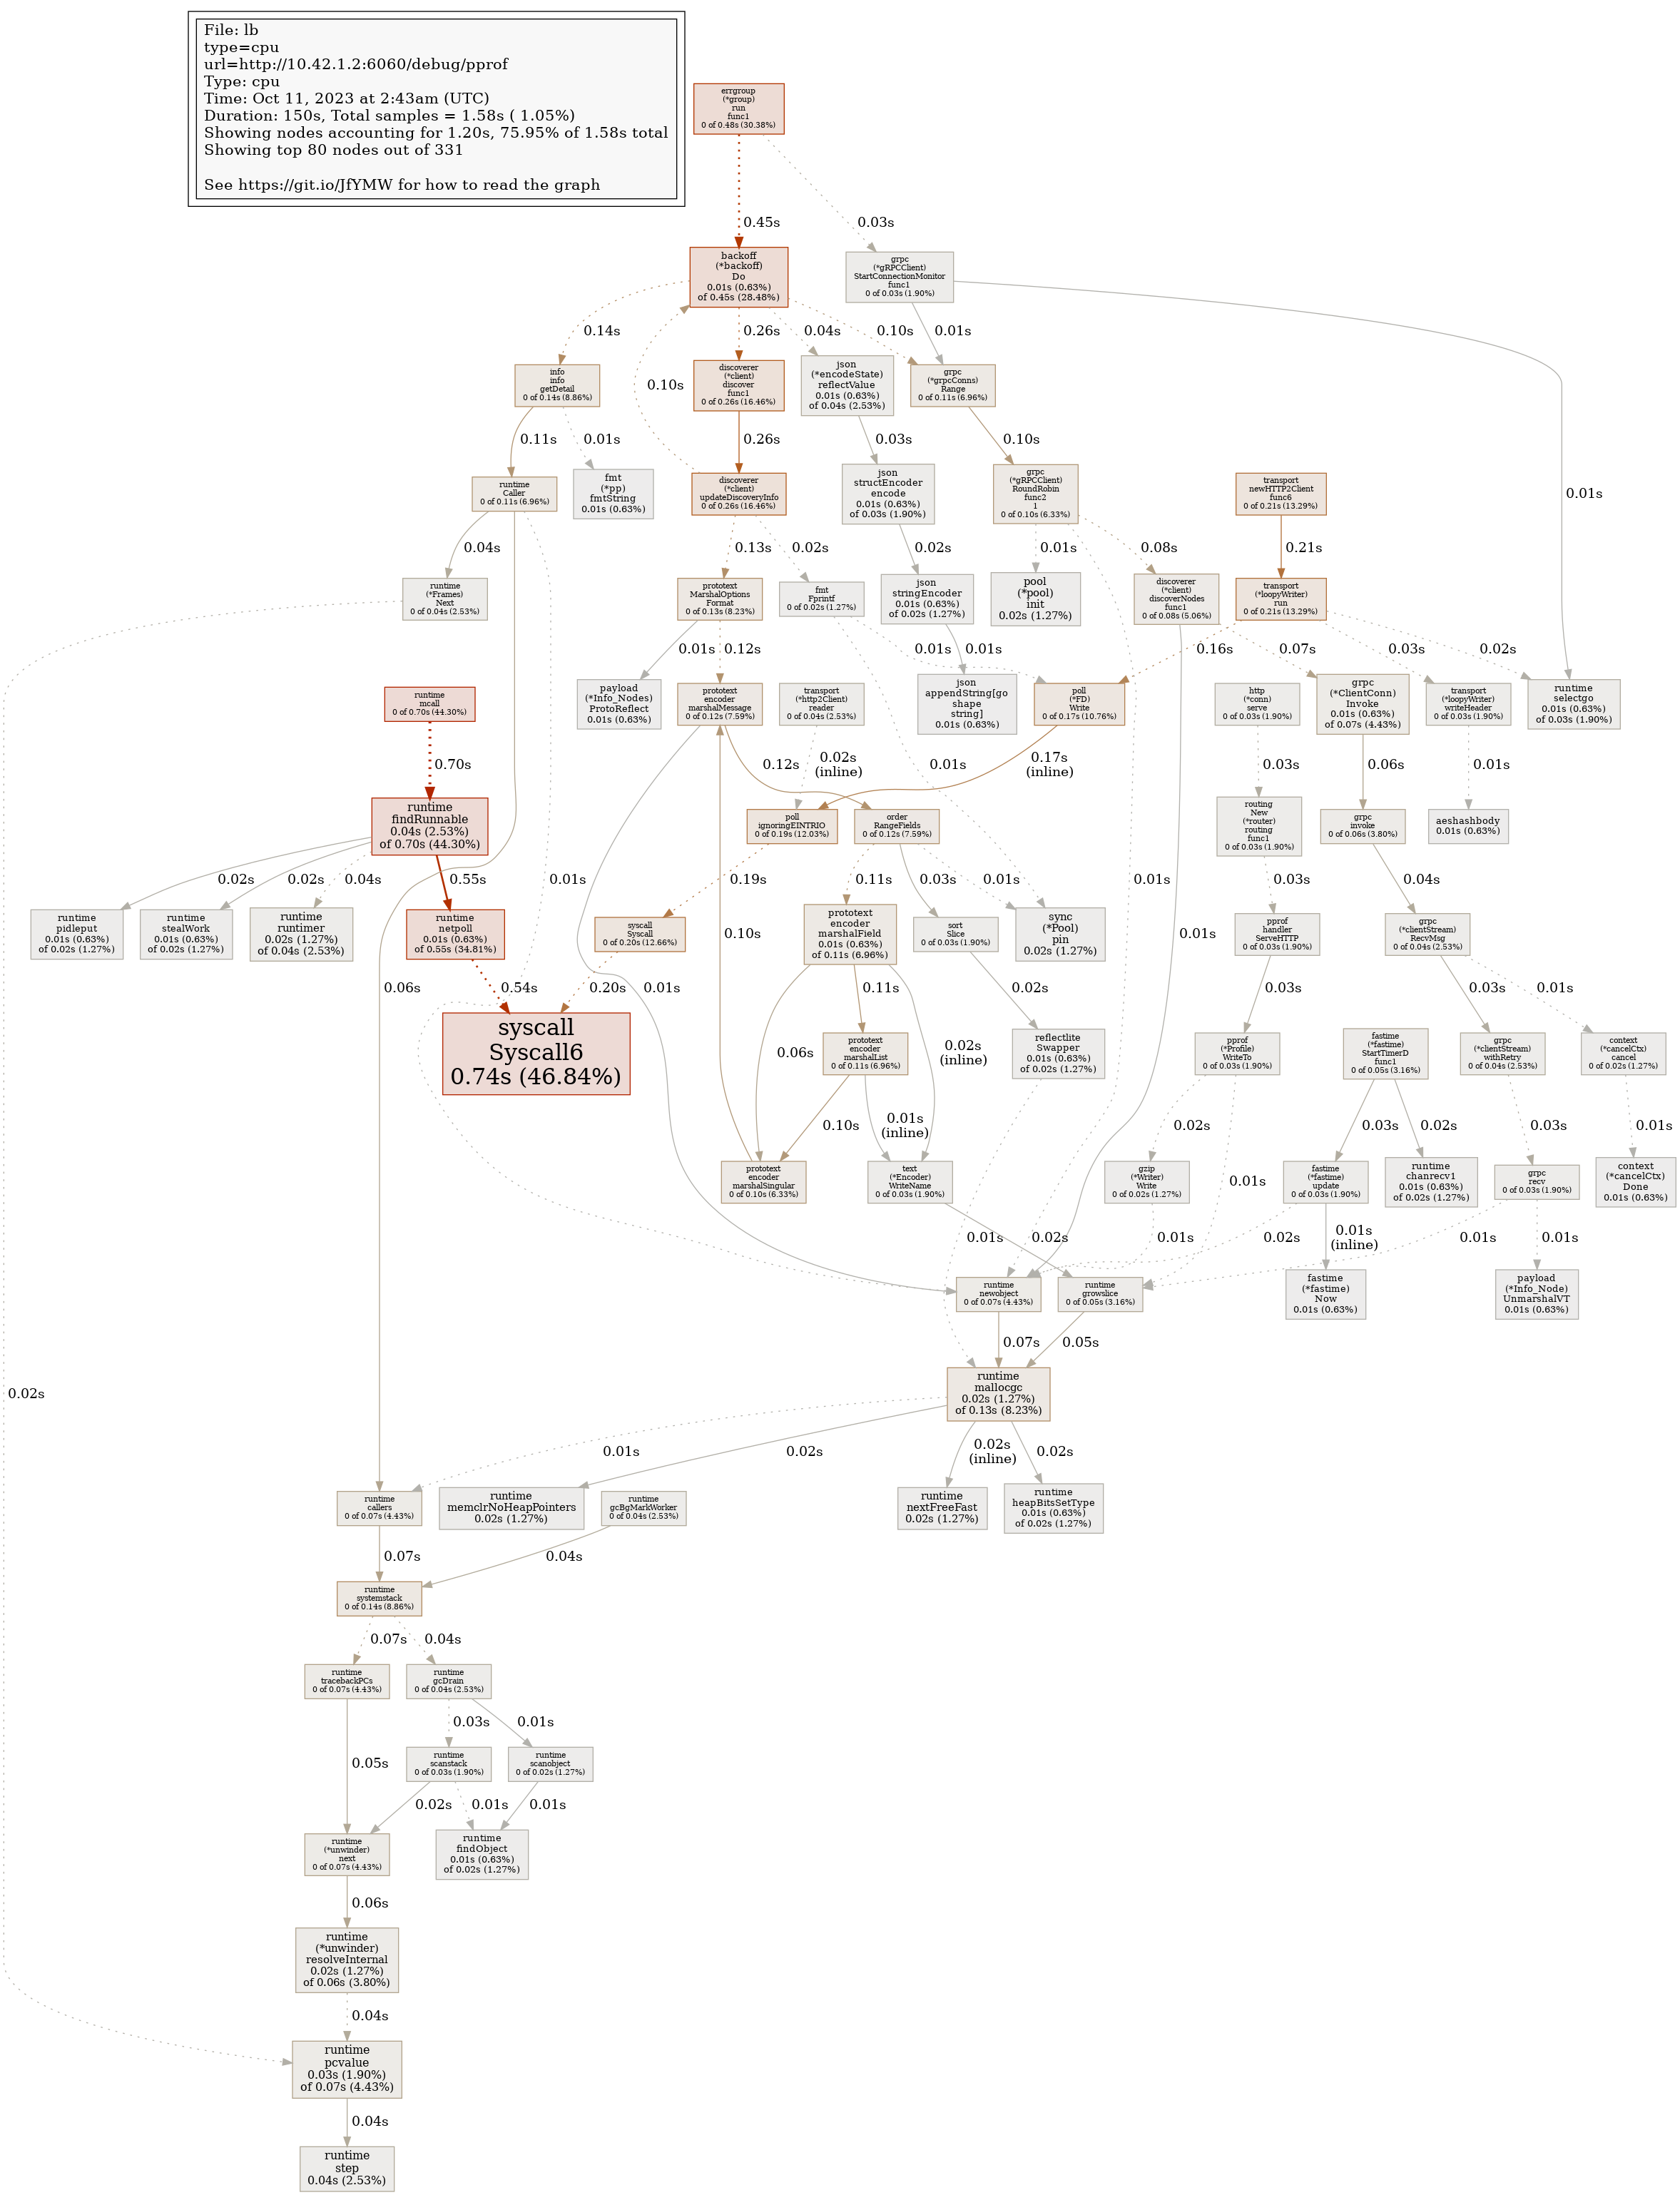 File: lb
type=cpu
url=http://10.42.1.2:6060/debug/pprof
Type: cpu
Time: Oct 11, 2023 at 2:43am (UTC)
Duration: 150s, Total samples = 1.58s ( 1.05%)
Showing nodes accounting for 1.20s, 75.95% of 1.58s total
Showing top 80 nodes out of 331
See https://git.io/JfYMW for how to read the graph
errgroup
(*group)
run
func1
0 of 0.48s (30.38%)
0.45s
0.03s
backoff
(*backoff)
Do
0.01s (0.63%)
of 0.45s (28.48%)
grpc
(*gRPCClient)
StartConnectionMonitor
func1
0 of 0.03s (1.90%)
0.14s
0.26s
0.04s
0.10s
0.01s
0.10s
info
info
getDetail
0 of 0.14s (8.86%)
discoverer
(*client)
discover
func1
0 of 0.26s (16.46%)
json
(*encodeState)
reflectValue
0.01s (0.63%)
of 0.04s (2.53%)
grpc
(*grpcConns)
Range
0 of 0.11s (6.96%)
0.11s
0.01s
0.26s
0.03s
0.10s
0.01s
runtime
Caller
0 of 0.11s (6.96%)
fmt
(*pp)
fmtString
0.01s (0.63%)
discoverer
(*client)
updateDiscoveryInfo
0 of 0.26s (16.46%)
json
structEncoder
encode
0.01s (0.63%)
of 0.03s (1.90%)
grpc
(*gRPCClient)
RoundRobin
func2
1
0 of 0.10s (6.33%)
transport
newHTTP2Client
func6
0 of 0.21s (13.29%)
0.04s
0.13s
0.02s
0.02s
0.01s
0.08s
0.21s
runtime
(*Frames)
Next
0 of 0.04s (2.53%)
prototext
MarshalOptions
Format
0 of 0.13s (8.23%)
fmt
Fprintf
0 of 0.02s (1.27%)
json
stringEncoder
0.01s (0.63%)
of 0.02s (1.27%)
pool
(*pool)
init
0.02s (1.27%)
discoverer
(*client)
discoverNodes
func1
0 of 0.08s (5.06%)
transport
(*loopyWriter)
run
0 of 0.21s (13.29%)
0.01s
0.12s
0.01s
0.01s
0.16s
0.07s
0.03s
0.02s
runtime
mcall
0 of 0.70s (44.30%)
payload
(*Info_Nodes)
ProtoReflect
0.01s (0.63%)
prototext
encoder
marshalMessage
0 of 0.12s (7.59%)
transport
(*http2Client)
reader
0 of 0.04s (2.53%)
json
appendString[go
shape
string]
0.01s (0.63%)
poll
(*FD)
Write
0 of 0.17s (10.76%)
http
(*conn)
serve
0 of 0.03s (1.90%)
grpc
(*ClientConn)
Invoke
0.01s (0.63%)
of 0.07s (4.43%)
transport
(*loopyWriter)
writeHeader
0 of 0.03s (1.90%)
runtime
selectgo
0.01s (0.63%)
of 0.03s (1.90%)
0.70s
0.12s
0.02s
(inline)
0.01s
0.17s
(inline)
0.03s
0.06s
0.01s
runtime
findRunnable
0.04s (2.53%)
of 0.70s (44.30%)
poll
ignoringEINTRIO
0 of 0.19s (12.03%)
order
RangeFields
0 of 0.12s (7.59%)
routing
New
(*router)
routing
func1
0 of 0.03s (1.90%)
grpc
invoke
0 of 0.06s (3.80%)
aeshashbody
0.01s (0.63%)
0.02s
0.02s
0.04s
0.55s
0.01s
0.19s
0.11s
0.03s
0.01s
0.01s
0.03s
0.04s
runtime
pidleput
0.01s (0.63%)
of 0.02s (1.27%)
runtime
stealWork
0.01s (0.63%)
of 0.02s (1.27%)
runtime
runtimer
0.02s (1.27%)
of 0.04s (2.53%)
runtime
netpoll
0.01s (0.63%)
of 0.55s (34.81%)
syscall
Syscall
0 of 0.20s (12.66%)
prototext
encoder
marshalField
0.01s (0.63%)
of 0.11s (6.96%)
sort
Slice
0 of 0.03s (1.90%)
sync
(*Pool)
pin
0.02s (1.27%)
pprof
handler
ServeHTTP
0 of 0.03s (1.90%)
grpc
(*clientStream)
RecvMsg
0 of 0.04s (2.53%)
0.10s
0.01s
0.06s
0.54s
0.20s
0.01s
0.11s
0.02s
0.03s
0.03s
0.01s
syscall
Syscall6
0.74s (46.84%)
0.06s
prototext
encoder
marshalList
0 of 0.11s (6.96%)
0.02s
(inline)
reflectlite
Swapper
0.01s (0.63%)
of 0.02s (1.27%)
pprof
(*Profile)
WriteTo
0 of 0.03s (1.90%)
fastime
(*fastime)
StartTimerD
func1
0 of 0.05s (3.16%)
grpc
(*clientStream)
withRetry
0 of 0.04s (2.53%)
context
(*cancelCtx)
cancel
0 of 0.02s (1.27%)
0.10s
0.01s
(inline)
0.02s
0.03s
0.02s
0.03s
0.01s
prototext
encoder
marshalSingular
0 of 0.10s (6.33%)
text
(*Encoder)
WriteName
0 of 0.03s (1.90%)
gzip
(*Writer)
Write
0 of 0.02s (1.27%)
0.01s
fastime
(*fastime)
update
0 of 0.03s (1.90%)
runtime
chanrecv1
0.01s (0.63%)
of 0.02s (1.27%)
grpc
recv
0 of 0.03s (1.90%)
context
(*cancelCtx)
Done
0.01s (0.63%)
0.01s
0.02s
0.01s
0.02s
0.01s
(inline)
0.01s
0.01s
runtime
newobject
0 of 0.07s (4.43%)
runtime
growslice
0 of 0.05s (3.16%)
fastime
(*fastime)
Now
0.01s (0.63%)
payload
(*Info_Node)
UnmarshalVT
0.01s (0.63%)
0.07s
0.05s
0.02s
runtime
mallocgc
0.02s (1.27%)
of 0.13s (8.23%)
0.01s
0.02s
0.02s
(inline)
0.02s
runtime
callers
0 of 0.07s (4.43%)
runtime
memclrNoHeapPointers
0.02s (1.27%)
runtime
gcBgMarkWorker
0 of 0.04s (2.53%)
runtime
nextFreeFast
0.02s (1.27%)
runtime
heapBitsSetType
0.01s (0.63%)
of 0.02s (1.27%)
0.07s
0.04s
runtime
systemstack
0 of 0.14s (8.86%)
0.07s
0.04s
runtime
tracebackPCs
0 of 0.07s (4.43%)
runtime
gcDrain
0 of 0.04s (2.53%)
0.05s
0.03s
0.01s
runtime
scanstack
0 of 0.03s (1.90%)
runtime
scanobject
0 of 0.02s (1.27%)
0.02s
0.01s
0.01s
runtime
(*unwinder)
next
0 of 0.07s (4.43%)
runtime
findObject
0.01s (0.63%)
of 0.02s (1.27%)
0.06s
runtime
(*unwinder)
resolveInternal
0.02s (1.27%)
of 0.06s (3.80%)
0.04s
runtime
pcvalue
0.03s (1.90%)
of 0.07s (4.43%)
0.04s
runtime
step
0.04s (2.53%)